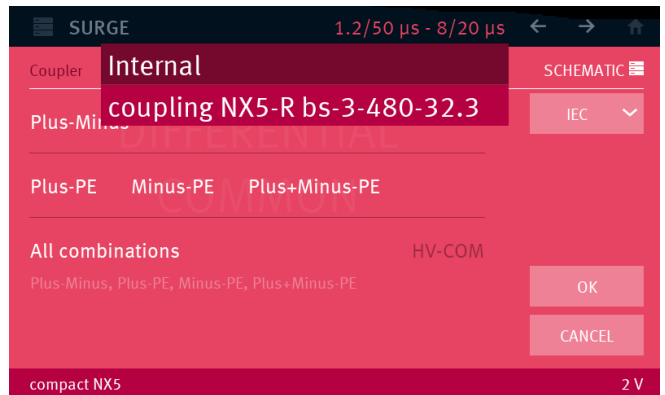 SURGE 1.2/50 µs - 8/20 µs
Coupler Internal SCHEMATIC
coupling NX5-R bs-3-480-32.3
IEC
Plus-Minus
DIFFERENTIAL
Plus-PE Minus-PE Plus+Minus-PE
COMMON
All combinations HV-COM
Plus-Minus, Plus-PE, Minus-PE, Plus+Minus-PE
OK
CANCEL
compact NX5 2 V